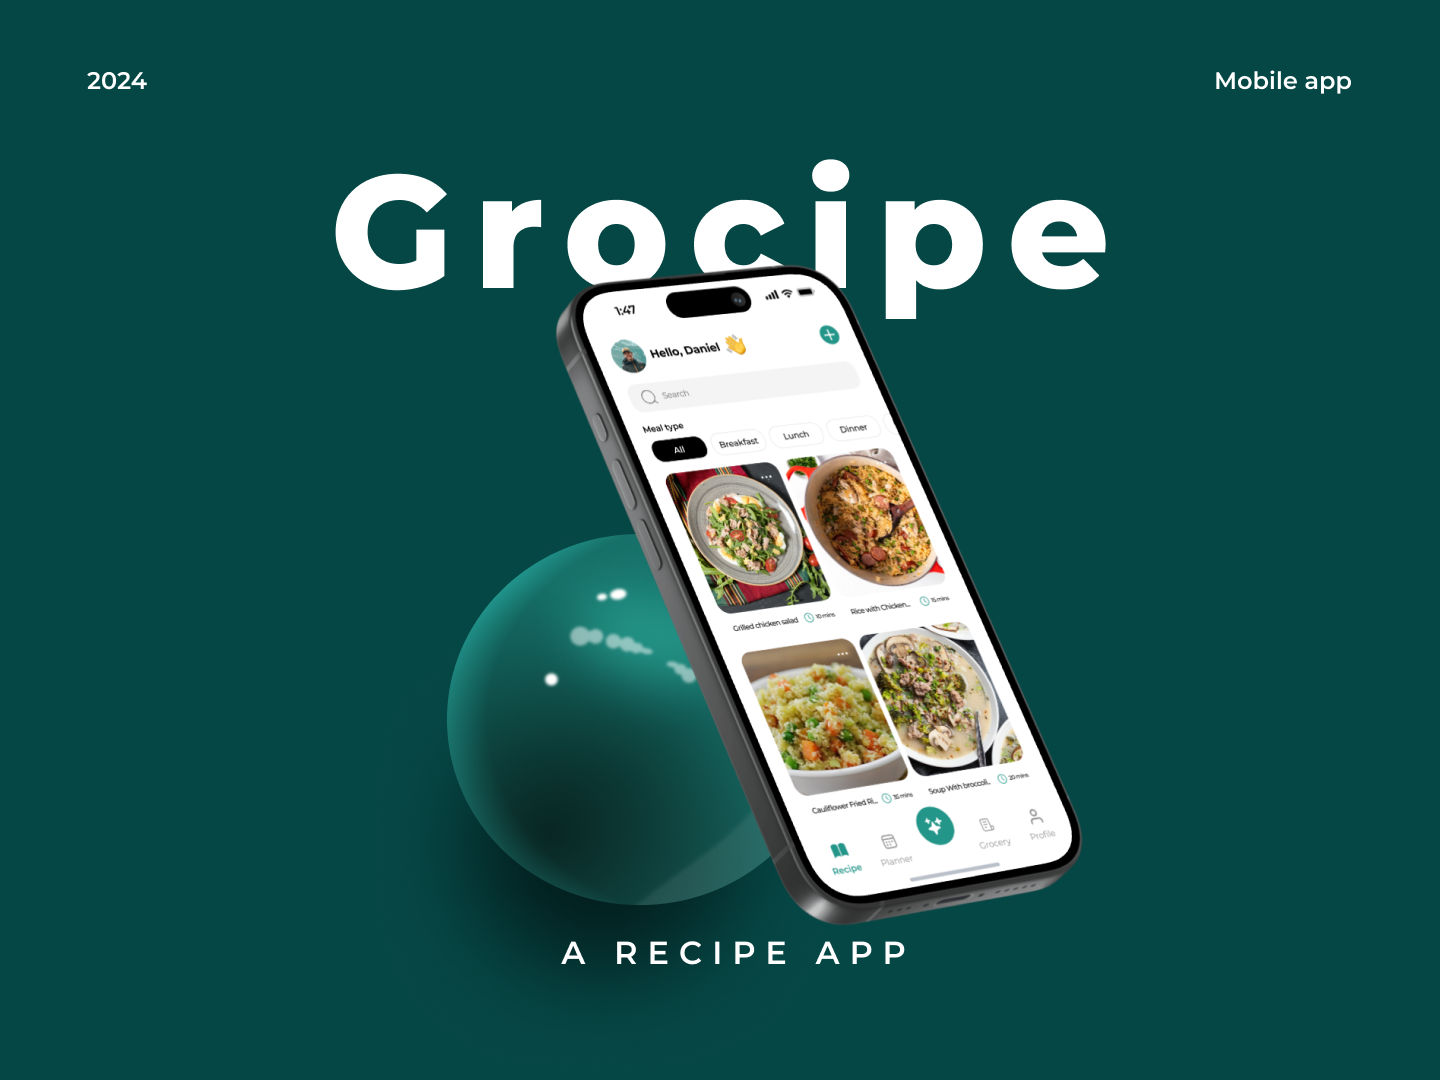 2024
Mobile app
Grocipe
1:47
Hello, Daniel 👋
Search
Meal type
All
Breakfast
Lunch
Dinner
Grilled chicken salad
10 mins
Rice with Chicken...
15 mins
Cauliflower Fried Ri...
Soup With broccoli...
20 mins
Recipe
Planner
Grocery
Profile
A RECIPE APP